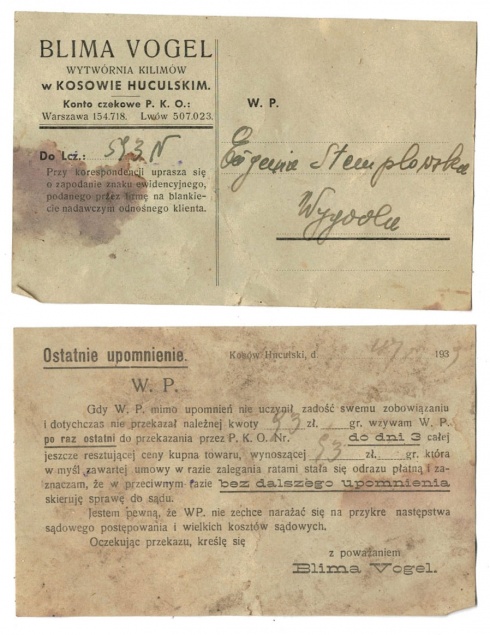 BLIMA VOGEL
WYTWÓRNIA KILIMÓW
w KOSOWIE HUCULSKIM.
Konto czekowe P. K. O.:
Warszawa 154.718. Lwów 507.023.
Do Lcź.: 593 N
Przy korespondencji uprasza się
o zapodanie znaku ewidencyjnego,
podanego przez firmę na blankie-
cie nadawczym odnośnego klienta.
W. P.
Eugenia Stemplowska
Wygoda
Ostatnie upomnienie.
Kosów Huculski, d. 193
W. P.
Gdy W. P. mimo upomnień nie uczynił zadość swemu zobowiązaniu
i dotychczas nie przekazał należnej kwoty 53 zł. gr. wzywam W. P.
po raz ostatni do przekazania przez P. K. O. Nr. do dni 3 całej
jeszcze resztującej ceny kupna towaru, wynoszącej 53 zł. gr. która
w myśl zawartej umowy w razie zalegania ratami stała się odrazu płatną i za-
znaczam, że w przeciwnym razie bez dalszego upomnienia
skieruję sprawę do sądu.
Jestem pewną, że WP. nie zechce narażać się na przykre następstwa
sądowego postępowania i wielkich kosztów sądowych.
Oczekując przekazu, kreślę się
z poważaniem
Blima Vogel.